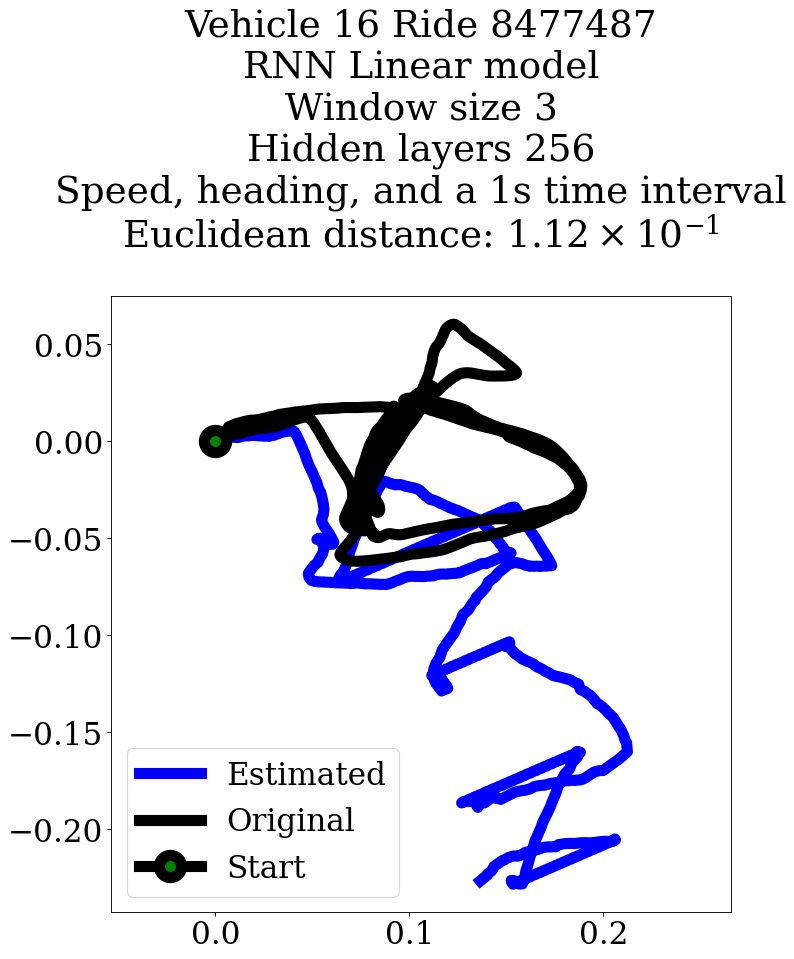 Vehicle 16 Ride 8477487
RNN Linear model
Window size 3
Hidden layers 256
Speed, heading, and a 1s time interval
Euclidean distance: 1.12 × 10⁻¹
0.05
0.00
−0.05
−0.10
−0.15
−0.20
Estimated
Original
Start
0.0 0.1 0.2